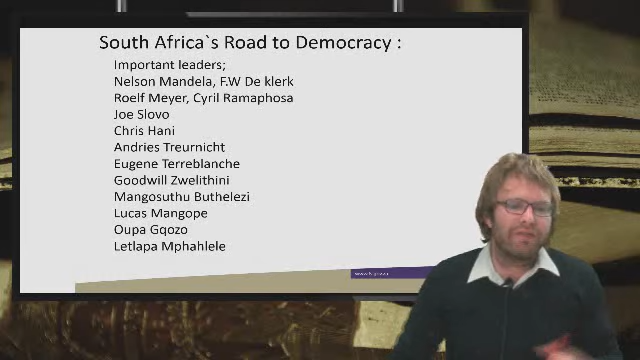 South Africa`s Road to Democracy :
Important leaders;
Nelson Mandela, F.W De klerk
Roelf Meyer, Cyril Ramaphosa
Joe Slovo
Chris Hani
Andries Treurnicht
Eugene Terreblanche
Goodwill Zwelithini
Mangosuthu Buthelezi
Lucas Mangope
Oupa Gqozo
Letlapa Mphahlele